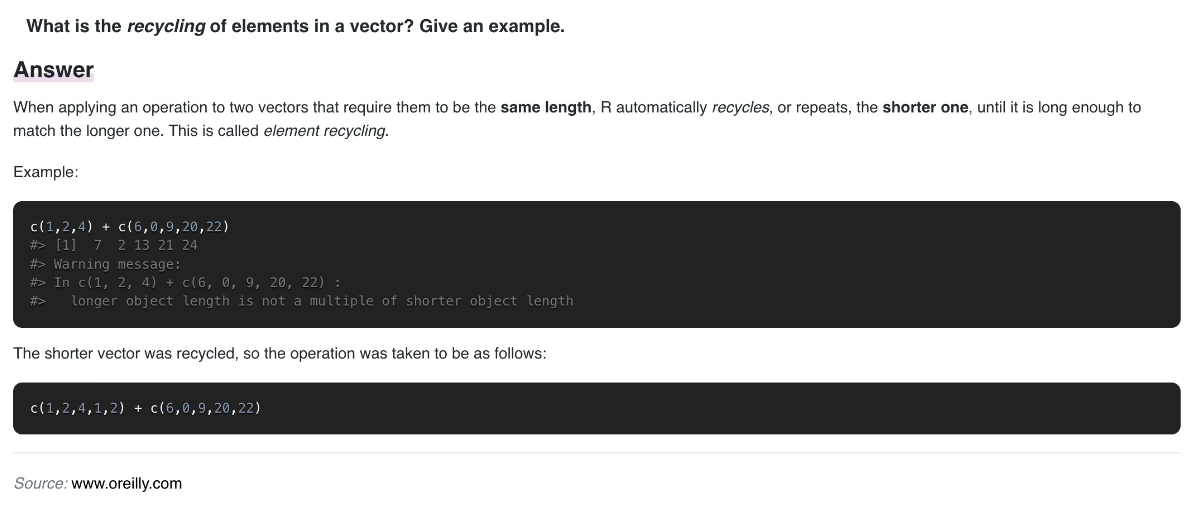 What is the recycling of elements in a vector? Give an example.
Answer
When applying an operation to two vectors that require them to be the same length, R automatically recycles, or repeats, the shorter one, until it is long enough to
match the longer one. This is called element recycling.
Example:
c(1,2,4) + c(6,0,9,20,22)
#> [1]  7  2 13 21 24
#> Warning message:
#> In c(1, 2, 4) + c(6, 0, 9, 20, 22) :
#>   longer object length is not a multiple of shorter object length
The shorter vector was recycled, so the operation was taken to be as follows:
c(1,2,4,1,2) + c(6,0,9,20,22)
Source: www.oreilly.com